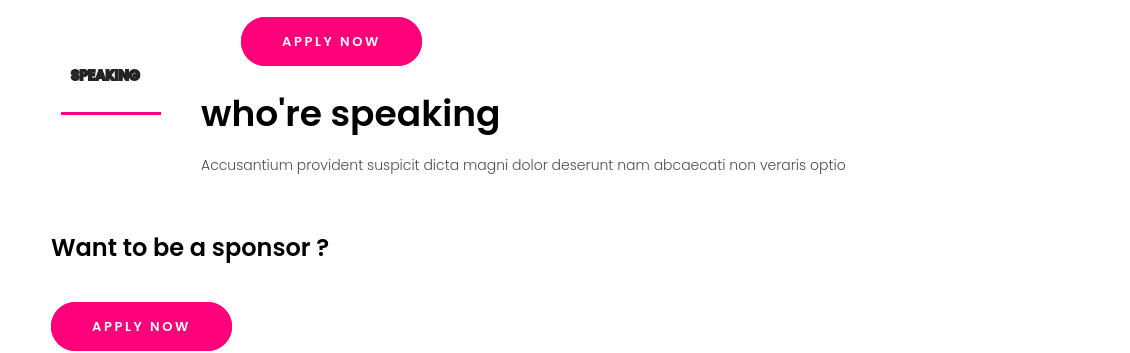 APPLY NOW
SPEAKING
who're speaking
Accusantium provident suspicit dicta magni dolor deserunt nam abcaecati non veraris optio
Want to be a sponsor ?
APPLY NOW